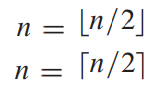 n = ⌊n/2⌋
n = ⌈n/2⌉